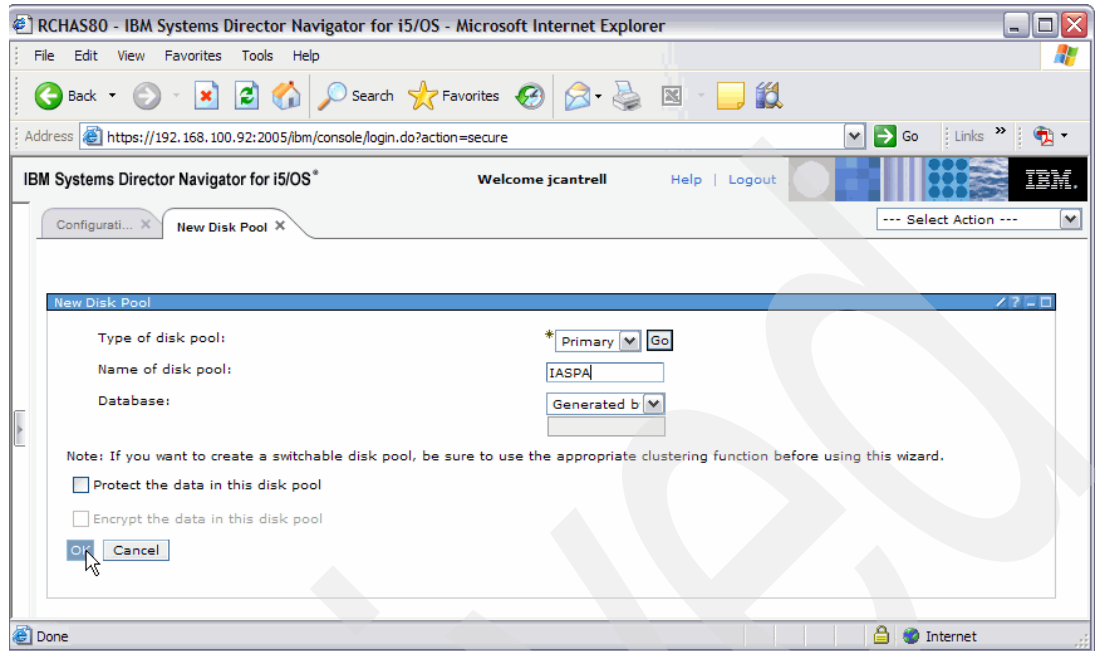 RCHAS80 - IBM Systems Director Navigator for i5/OS - Microsoft Internet Explorer
File Edit View Favorites Tools Help
Back Search Favorites
Address https://192.168.100.92:2005/ibm/console/login.do?action=secure Go Links »
IBM Systems Director Navigator for i5/OS® Welcome jcantrell Help | Logout IBM.
Configurati... × New Disk Pool × --- Select Action ---
New Disk Pool
Type of disk pool: * Primary Go
Name of disk pool: IASPA
Database: Generated b
Note: If you want to create a switchable disk pool, be sure to use the appropriate clustering function before using this wizard.
Protect the data in this disk pool
Encrypt the data in this disk pool
OK Cancel
Done Internet